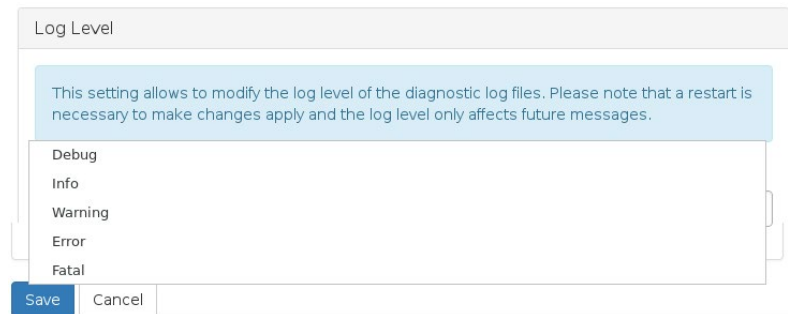 Log Level
This setting allows to modify the log level of the diagnostic log files. Please note that a restart is
necessary to make changes apply and the log level only affects future messages.
Debug
Info
Warning
Error
Fatal
Save Cancel